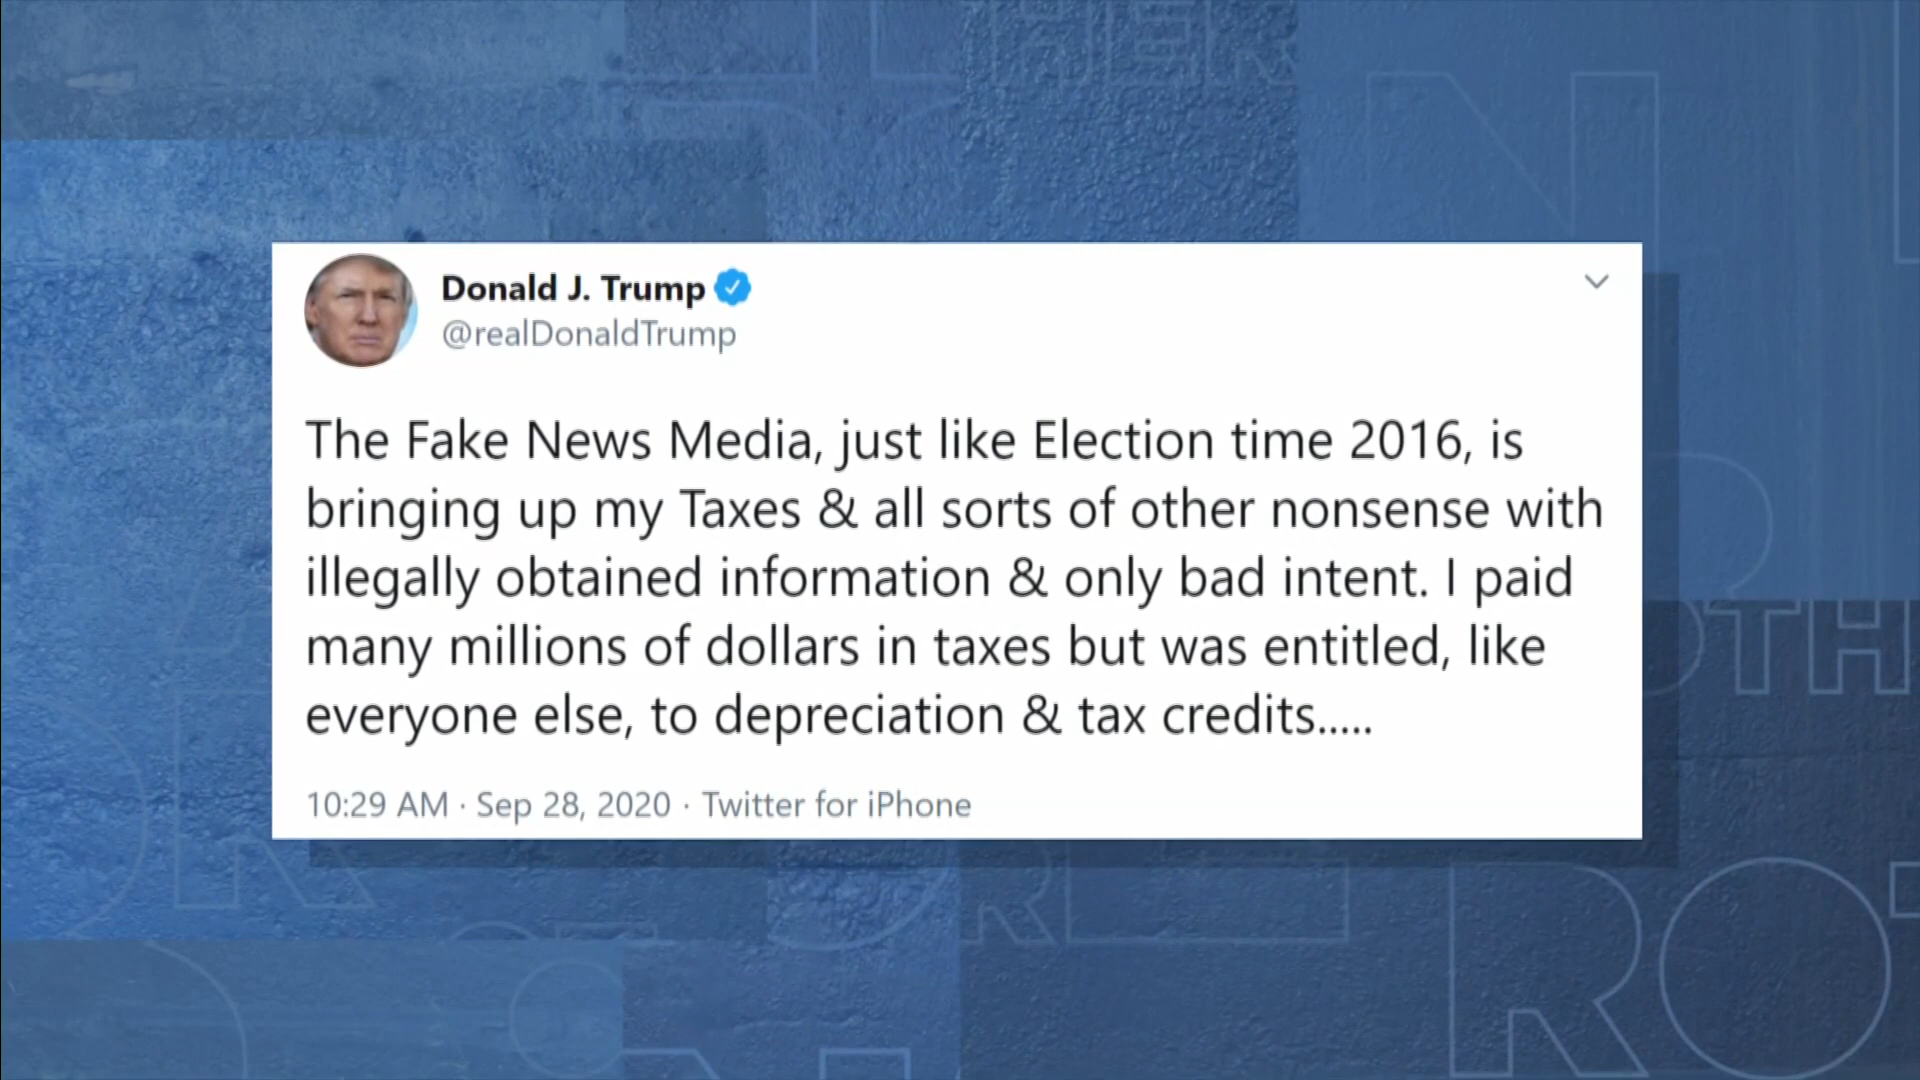 Donald J. Trump
@realDonaldTrump
The Fake News Media, just like Election time 2016, is
bringing up my Taxes & all sorts of other nonsense with
illegally obtained information & only bad intent. I paid
many millions of dollars in taxes but was entitled, like
everyone else, to depreciation & tax credits.....
10:29 AM · Sep 28, 2020 · Twitter for iPhone